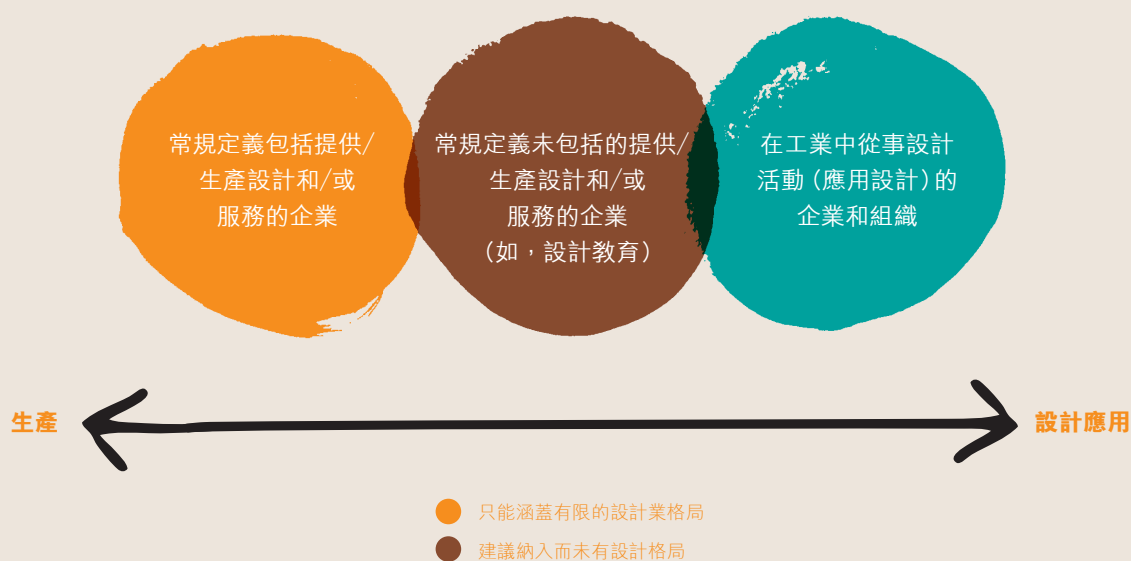 常規定義包括提供/
生產設計和/或
服務的企業
常規定義未包括的提供/
生產設計和/或
服務的企業
（如，設計教育）
在工業中從事設計
活動（應用設計）的
企業和組織
生產
設計應用
只能涵蓋有限的設計業格局
建議納入而未有設計格局